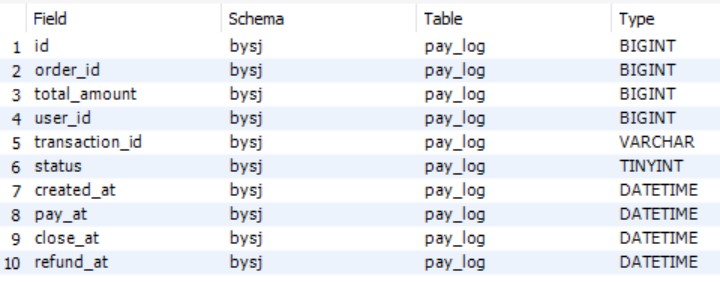 Field Schema Table Type
1 id bysj pay_log BIGINT
2 order_id bysj pay_log BIGINT
3 total_amount bysj pay_log BIGINT
4 user_id bysj pay_log BIGINT
5 transaction_id bysj pay_log VARCHAR
6 status bysj pay_log TINYINT
7 created_at bysj pay_log DATETIME
8 pay_at bysj pay_log DATETIME
9 close_at bysj pay_log DATETIME
10 refund_at bysj pay_log DATETIME